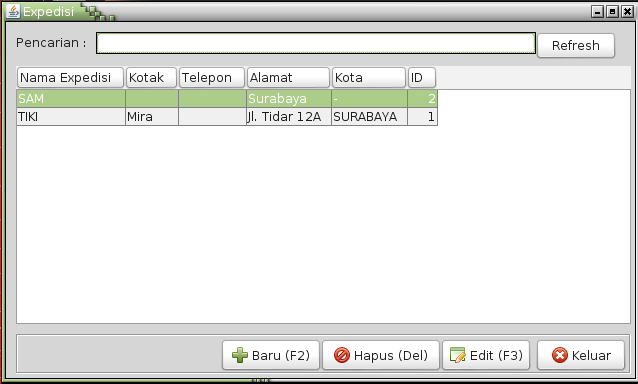 Expedisi
Pencarian : Refresh
Nama Expedisi Kotak Telepon Alamat Kota ID
SAM Surabaya - 2
TIKI Mira Jl. Tidar 12A SURABAYA 1
Baru (F2) Hapus (Del) Edit (F3) Keluar